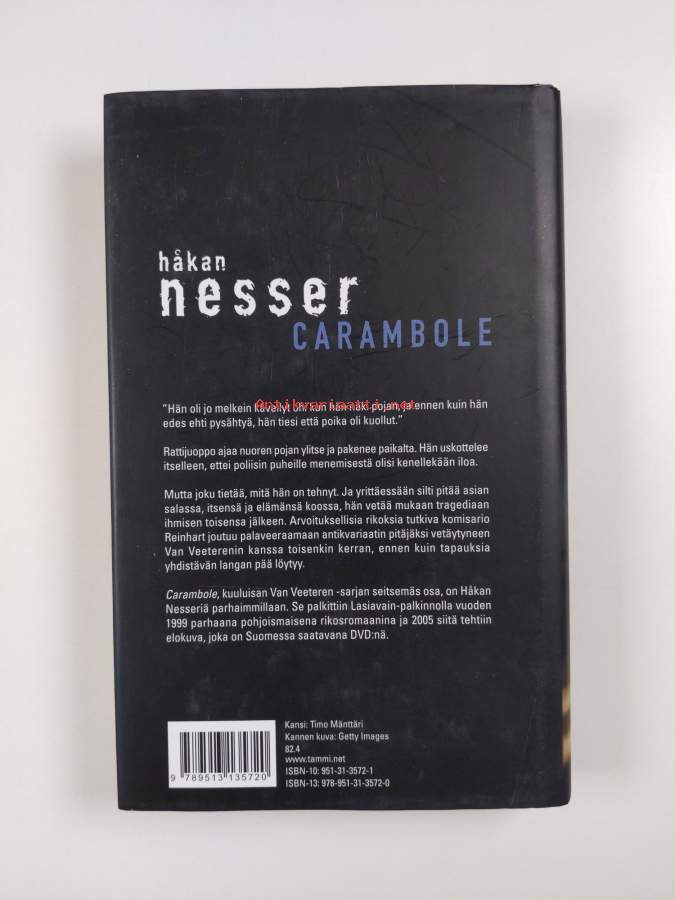 håkan
nesser
CARAMBOLE
Antikvariaatti.net
"Hän oli jo melkein kävellyt ohi kun hän näki pojan, ja ennen kuin hän
edes ehti pysähtyä, hän tiesi että poika oli kuollut."
Rattijuoppo ajaa nuoren pojan ylitse ja pakenee paikalta. Hän uskottelee
itselleen, ettei poliisin puheille menemisestä olisi kenellekään iloa.
Mutta joku tietää, mitä hän on tehnyt. Ja yrittäessään silti pitää asian
salassa, itsensä ja elämänsä koossa, hän vetää mukaan tragediaan
ihmisen toisensa jälkeen. Arvoituksellisia rikoksia tutkiva komisario
Reinhart joutuu palaveeraamaan antikvariaatin pitäjäksi vetäytyneen
Van Veeterenin kanssa toisenkin kerran, ennen kuin tapauksia
yhdistävän langan pää löytyy.
Carambole, kuuluisan Van Veeteren -sarjan seitsemäs osa, on Håkan
Nesseriä parhaimmillaan. Se palkittiin Lasiavain-palkinnolla vuoden
1999 parhaana pohjoismaisena rikosromaanina ja 2005 siitä tehtiin
elokuva, joka on Suomessa saatavana DVD:nä.
Kansi: Timo Mänttäri
Kannen kuva: Getty Images
82.4
www.tammi.net
ISBN-10: 951-31-3572-1
ISBN-13: 978-951-31-3572-0
9 789513 135720